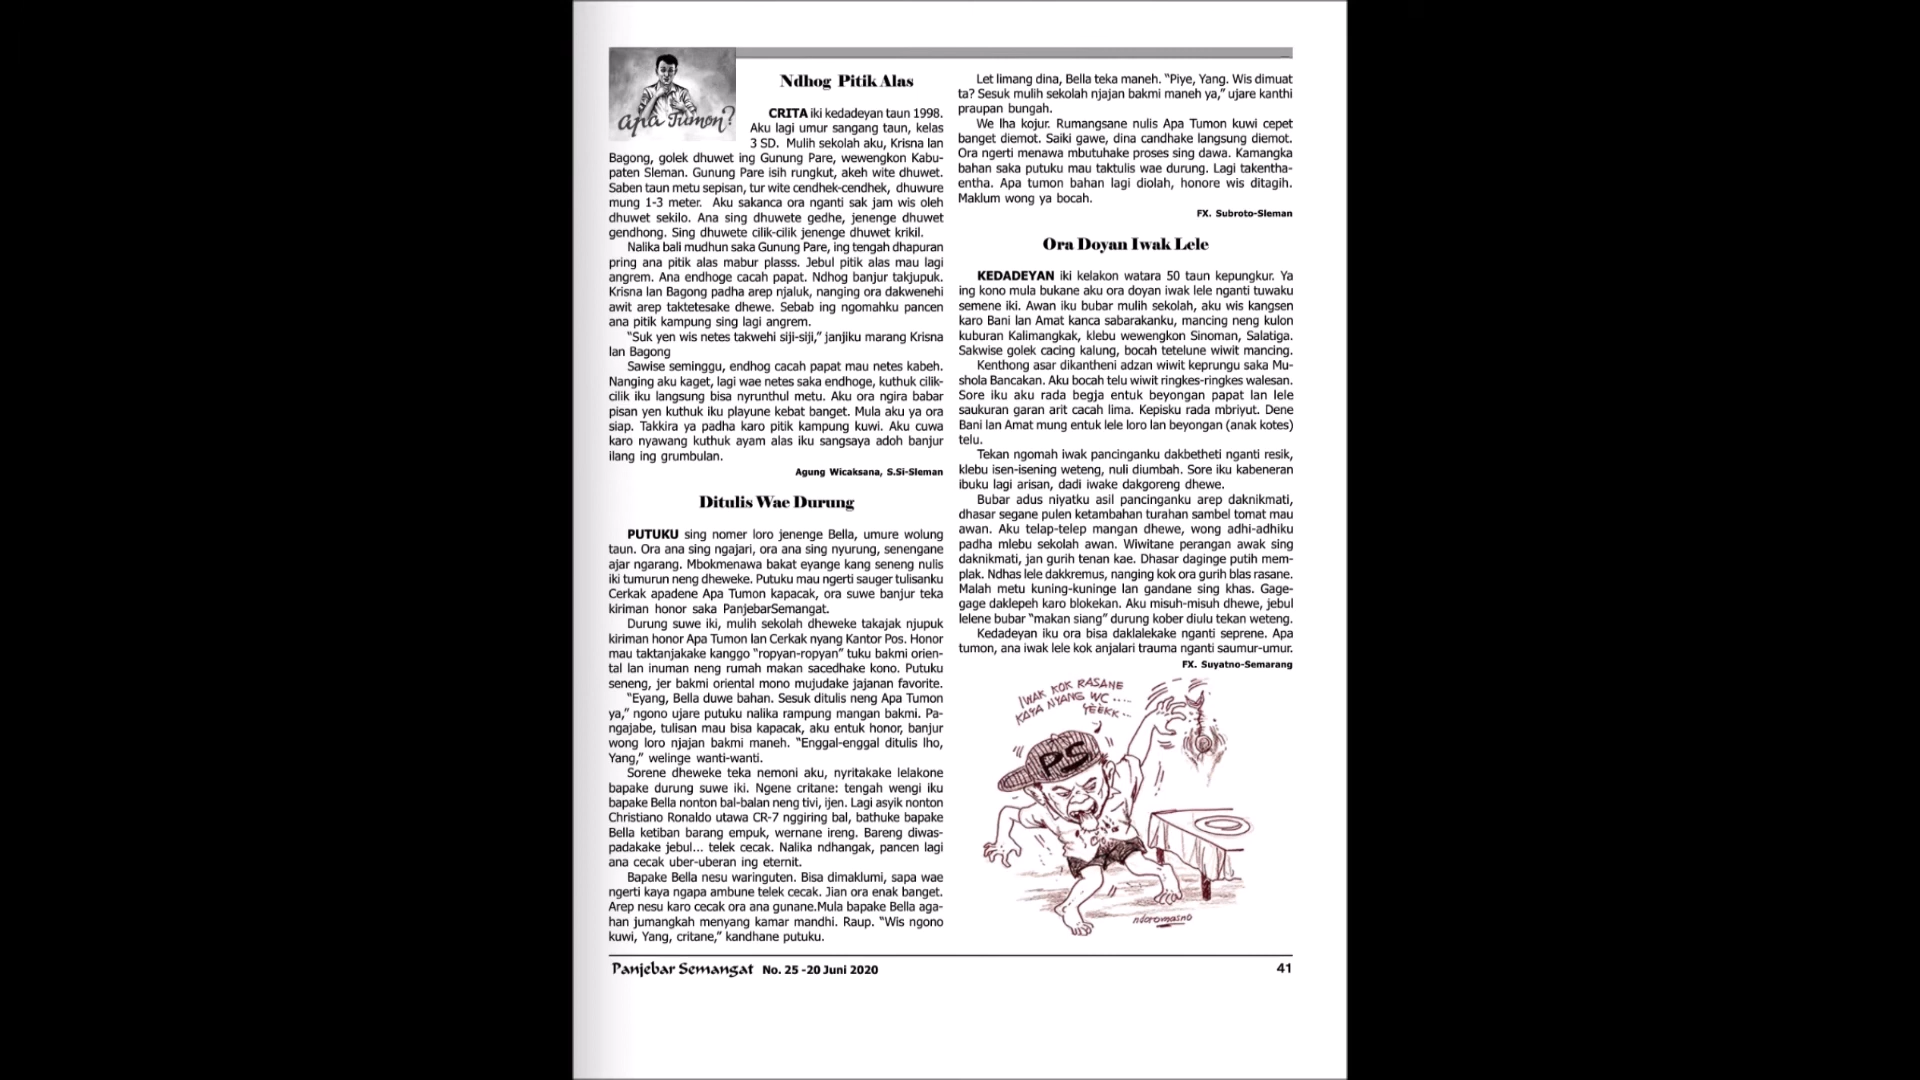 apa Tumon?
Ndhog Pitik Alas
CRITA iki kedadeyan taun 1998.
Aku lagi umur sangang taun, kelas
3 SD. Mulih sekolah aku, Krisna lan
Bagong, golek dhuwet ing Gunung Pare, wewengkon Kabu-
paten Sleman. Gunung Pare isih rungkut, akeh wite dhuwet.
Saben taun metu sepisan, tur wite cendhek-cendhek, dhuwure
mung 1-3 meter. Aku sakanca ora nganti sak jam wis oleh
dhuwet sekilo. Ana sing dhuwete gedhe, jenenge dhuwet
gendhong. Sing dhuwete cilik-cilik jenenge dhuwet krikil.
Nalika bali mudhun saka Gunung Pare, ing tengah dhapuran
pring ana pitik alas mabur plasss. Jebul pitik alas mau lagi
angrem. Ana endhoge cacah papat. Ndhog banjur takjupuk.
Krisna lan Bagong padha arep njaluk, nanging ora dakwenehi
awit arep taktetesake dhewe. Sebab ing ngomahku pancen
ana pitik kampung sing lagi angrem.
“Suk yen wis netes takwehi siji-siji,” janjiku marang Krisna
lan Bagong
Sawise seminggu, endhog cacah papat mau netes kabeh.
Nanging aku kaget, lagi wae netes saka endhoge, kuthuk cilik-
cilik iku langsung bisa nyrunthul metu. Aku ora ngira babar
pisan yen kuthuk iku playune kebat banget. Mula aku ya ora
siap. Takkira ya padha karo pitik kampung kuwi. Aku cuwa
karo nyawang kuthuk ayam alas iku sangsaya adoh banjur
ilang ing grumbulan.
Agung Wicaksana, S.Si-Sleman
Ditulis Wae Durung
PUTUKU sing nomer loro jenenge Bella, umure wolung
taun. Ora ana sing ngajari, ora ana sing nyurung, senengane
ajar ngarang. Mbokmenawa bakat eyange kang seneng nulis
iki tumurun neng dheweke. Putuku mau ngerti sauger tulisanku
Cerkak apadene Apa Tumon kapacak, ora suwe banjur teka
kiriman honor saka PanjebarSemangat.
Durung suwe iki, mulih sekolah dheweke takajak njupuk
kiriman honor Apa Tumon lan Cerkak nyang Kantor Pos. Honor
mau taktanjakake kanggo “ropyan-ropyan” tuku bakmi orien-
tal lan inuman neng rumah makan sacedhake kono. Putuku
seneng, jer bakmi oriental mono mujudake jajanan favorite.
“Eyang, Bella duwe bahan. Sesuk ditulis neng Apa Tumon
ya,” ngono ujare putuku nalika rampung mangan bakmi. Pa-
ngajabe, tulisan mau bisa kapacak, aku entuk honor, banjur
wong loro njajan bakmi maneh. “Enggal-enggal ditulis lho,
Yang,” welinge wanti-wanti.
Sorene dheweke teka nemoni aku, nyritakake lelakone
bapake durung suwe iki. Ngene critane: tengah wengi iku
bapake Bella nonton bal-balan neng tivi, ijen. Lagi asyik nonton
Christiano Ronaldo utawa CR-7 nggiring bal, bathuke bapake
Bella ketiban barang empuk, wernane ireng. Bareng diwas-
padakake jebul... telek cecak. Nalika ndhangak, pancen lagi
ana cecak uber-uberan ing eternit.
Bapake Bella nesu waringuten. Bisa dimaklumi, sapa wae
ngerti kaya ngapa ambune telek cecak. Jian ora enak banget.
Arep nesu karo cecak ora ana gunane.Mula bapake Bella aga-
han jumangkah menyang kamar mandhi. Raup. “Wis ngono
kuwi, Yang, critane,” kandhane putuku.
Let limang dina, Bella teka maneh. “Piye, Yang. Wis dimuat
ta? Sesuk mulih sekolah njajan bakmi maneh ya,” ujare kanthi
praupan bungah.
We lha kojur. Rumangsane nulis Apa Tumon kuwi cepet
banget diemot. Saiki gawe, dina candhake langsung diemot.
Ora ngerti menawa mbutuhake proses sing dawa. Kamangka
bahan saka putuku mau taktulis wae durung. Lagi takentha-
entha. Apa tumon bahan lagi diolah, honore wis ditagih.
Maklum wong ya bocah.
FX. Subroto-Sleman
Ora Doyan Iwak Lele
KEDADEYAN iki kelakon watara 50 taun kepungkur. Ya
ing kono mula bukane aku ora doyan iwak lele nganti tuwaku
semene iki. Awan iku bubar mulih sekolah, aku wis kangsen
karo Bani lan Amat kanca sabarakanku, mancing neng kulon
kuburan Kalimangkak, klebu wewengkon Sinoman, Salatiga.
Sakwise golek cacing kalung, bocah tetelune wiwit mancing.
Kenthong asar dikantheni adzan wiwit keprungu saka Mu-
shola Bancakan. Aku bocah telu wiwit ringkes-ringkes walesan.
Sore iku aku rada begja entuk beyongan papat lan lele
saukuran garan arit cacah lima. Kepisku rada mbriyut. Dene
Bani lan Amat mung entuk lele loro lan beyongan (anak kotes)
telu.
Tekan ngomah iwak pancinganku dakbetheti nganti resik,
klebu isen-isening weteng, nuli diumbah. Sore iku kabeneran
ibuku lagi arisan, dadi iwake dakgoreng dhewe.
Bubar adus niyatku asil pancinganku arep daknikmati,
dhasar segane pulen ketambahan turahan sambel tomat mau
awan. Aku telap-telep mangan dhewe, wong adhi-adhiku
padha mlebu sekolah awan. Wiwitane perangan awak sing
daknikmati, jan gurih tenan kae. Dhasar daginge putih mem-
plak. Ndhas lele dakkremus, nanging kok ora gurih blas rasane.
Malah metu kuning-kuninge lan gandane sing khas. Gage-
gage daklepeh karo blokekan. Aku misuh-misuh dhewe, jebul
lelene bubar “makan siang” durung kober diulu tekan weteng.
Kedadeyan iku ora bisa daklalekake nganti seprene. Apa
tumon, ana iwak lele kok anjalari trauma nganti saumur-umur.
FX. Suyatno-Semarang
IWAK KOK RASANE
KAYA NYANG WC ....
YEEKK...
PS
ndoromasno
Panjebar Semangat No. 25 -20 Juni 2020
41